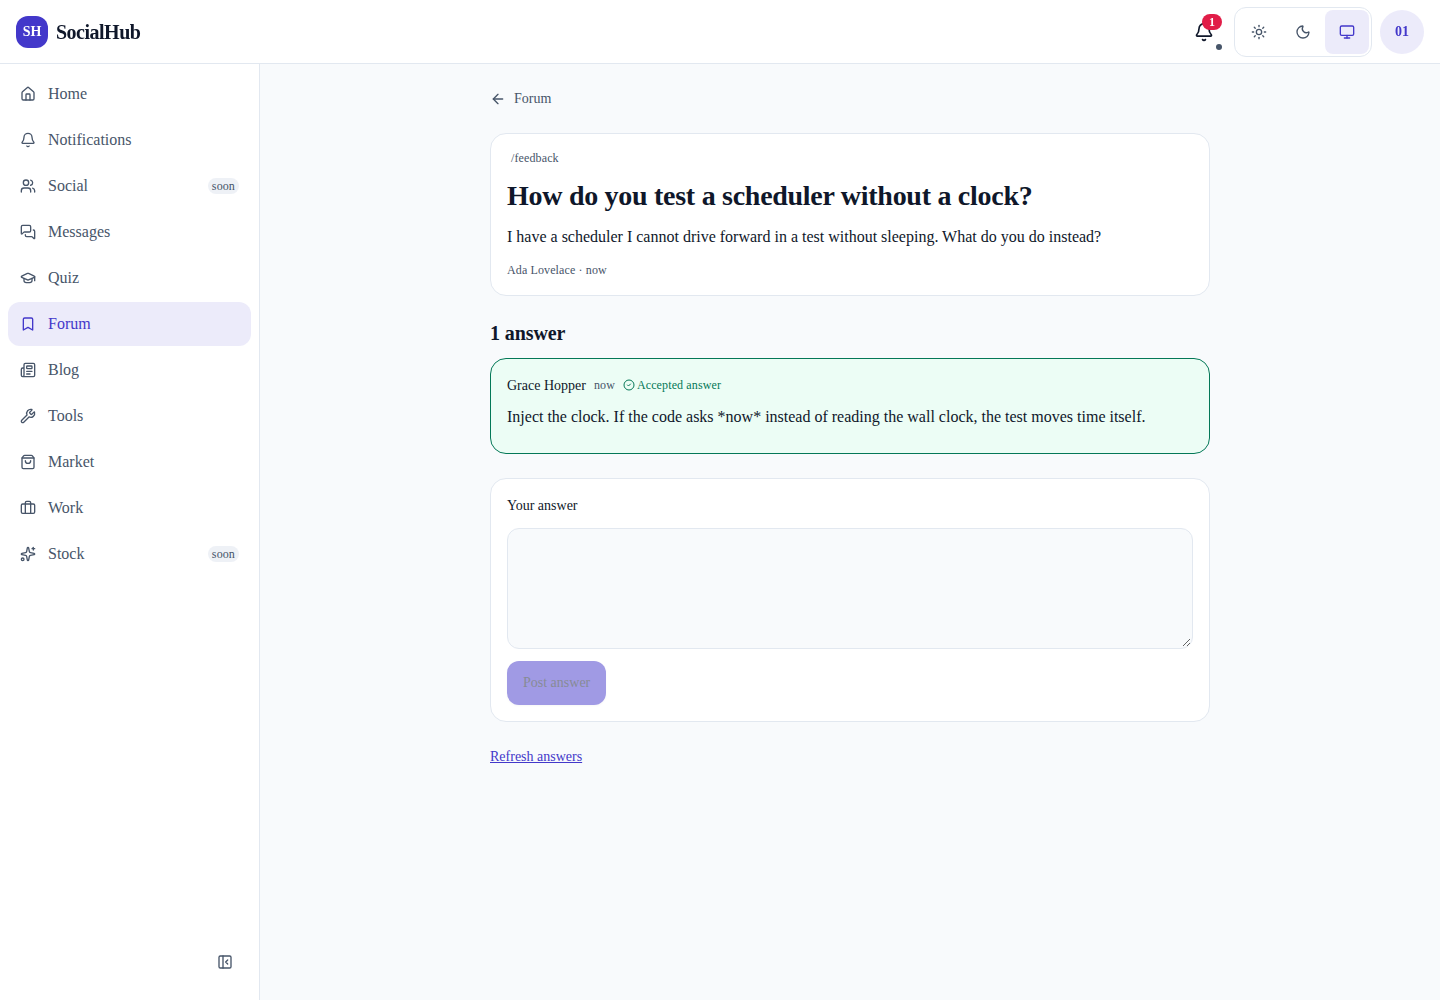 SH SocialHub
1
01
Home
Notifications
Social soon
Messages
Quiz
Forum
Blog
Tools
Market
Work
Stock soon
Forum
/feedback
How do you test a scheduler without a clock?
I have a scheduler I cannot drive forward in a test without sleeping. What do you do instead?
Ada Lovelace · now
1 answer
Grace Hopper now Accepted answer
Inject the clock. If the code asks *now* instead of reading the wall clock, the test moves time itself.
Your answer
Post answer
Refresh answers